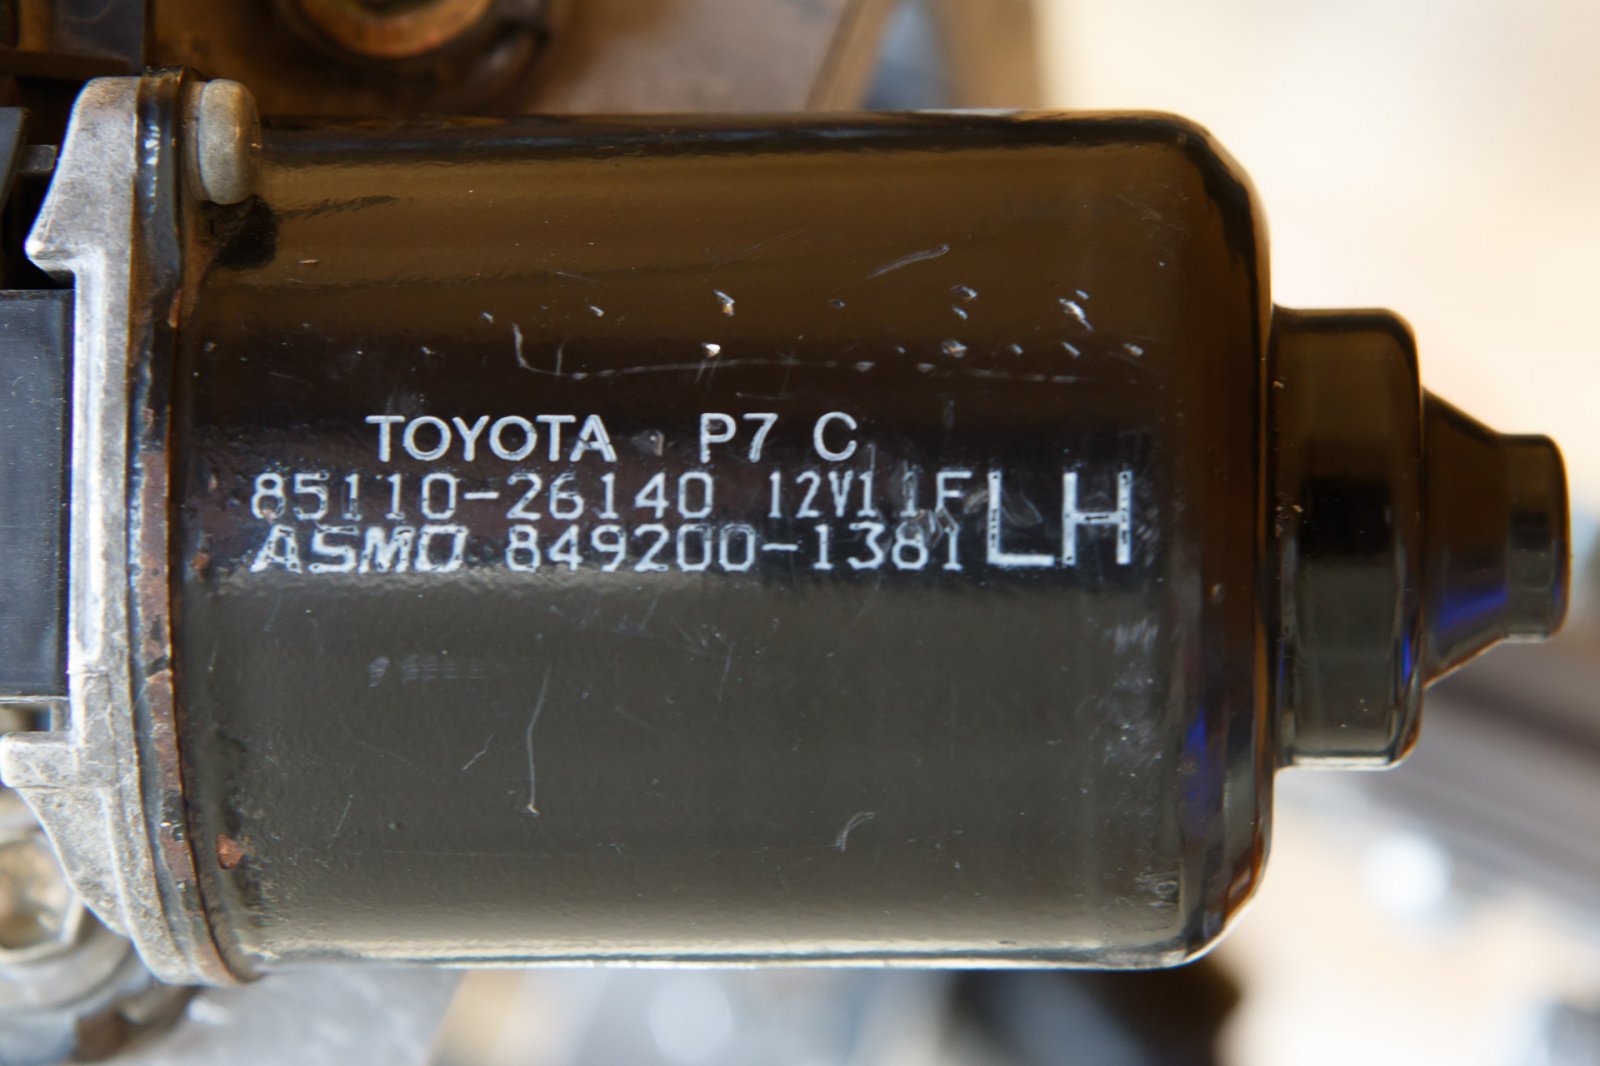 TOYOTA P7 C
85110-26140 12V11F LH
ASMO 849200-1381